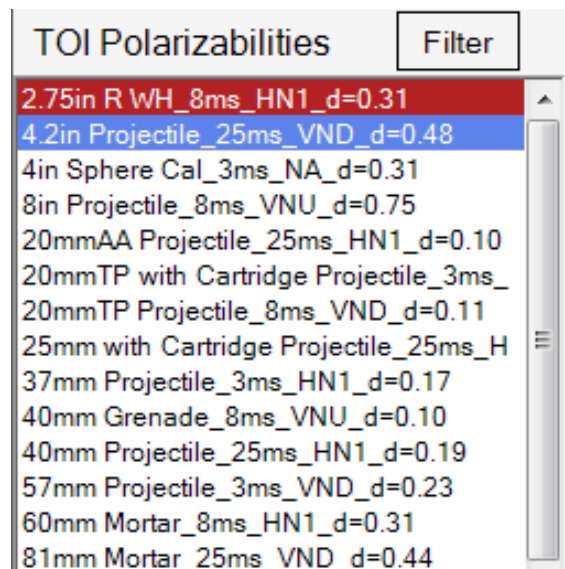 TOI Polarizabilities
Filter
2.75in R WH_8ms_HN1_d=0.31
4.2in Projectile_25ms_VND_d=0.48
4in Sphere Cal_3ms_NA_d=0.31
8in Projectile_8ms_VNU_d=0.75
20mmAA Projectile_25ms_HN1_d=0.10
20mmTP with Cartridge Projectile_3ms_
20mmTP Projectile_8ms_VND_d=0.11
25mm with Cartridge Projectile_25ms_H
37mm Projectile_3ms_HN1_d=0.17
40mm Grenade_8ms_VNU_d=0.10
40mm Projectile_25ms_HN1_d=0.19
57mm Projectile_3ms_VND_d=0.23
60mm Mortar_8ms_HN1_d=0.31
81mm Mortar_25ms_VND_d=0.44